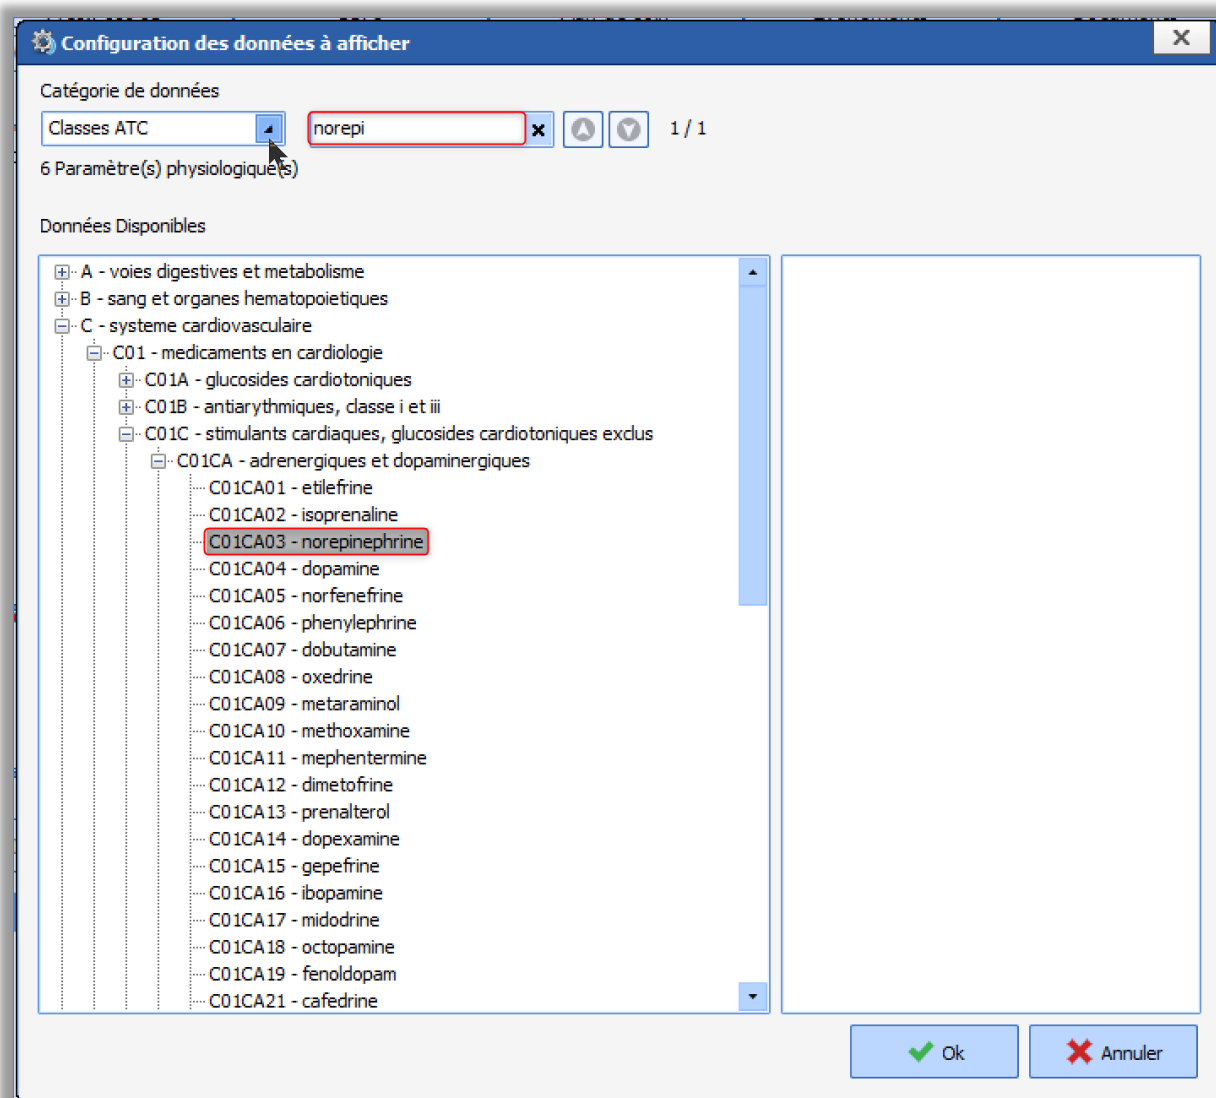 Configuration des données à afficher
Catégorie de données
Classes ATC norepi 1 / 1
6 Paramètre(s) physiologique(s)
Données Disponibles
A - voies digestives et metabolisme
B - sang et organes hematopoietiques
C - systeme cardiovasculaire
C01 - medicaments en cardiologie
C01A - glucosides cardiotoniques
C01B - antiarythmiques, classe i et iii
C01C - stimulants cardiaques, glucosides cardiotoniques exclus
C01CA - adrenergiques et dopaminergiques
C01CA01 - etilefrine
C01CA02 - isoprenaline
C01CA03 - norepinephrine
C01CA04 - dopamine
C01CA05 - norfenefrine
C01CA06 - phenylephrine
C01CA07 - dobutamine
C01CA08 - oxedrine
C01CA09 - metaraminol
C01CA10 - methoxamine
C01CA11 - mephentermine
C01CA12 - dimetofrine
C01CA13 - prenalterol
C01CA14 - dopexamine
C01CA15 - gepefrine
C01CA16 - ibopamine
C01CA17 - midodrine
C01CA18 - octopamine
C01CA19 - fenoldopam
C01CA21 - cafedrine
Ok Annuler